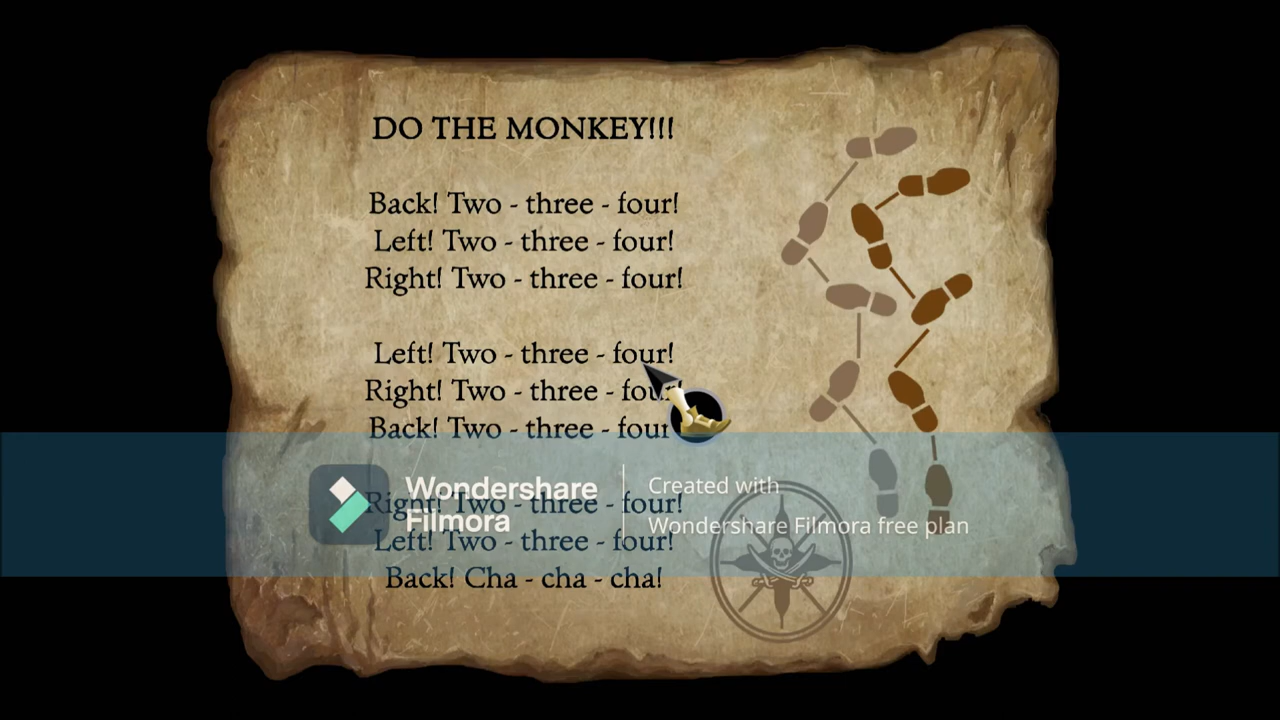 DO THE MONKEY!!!
Back! Two - three - four!
Left! Two - three - four!
Right! Two - three - four!
Left! Two - three - four!
Right! Two - three - four!
Back! Two - three - four
Right! Two - three - four!
Left! Two - three - four!
Back! Cha - cha - cha!
Wondershare
Filmora
Created with
Wondershare Filmora free plan